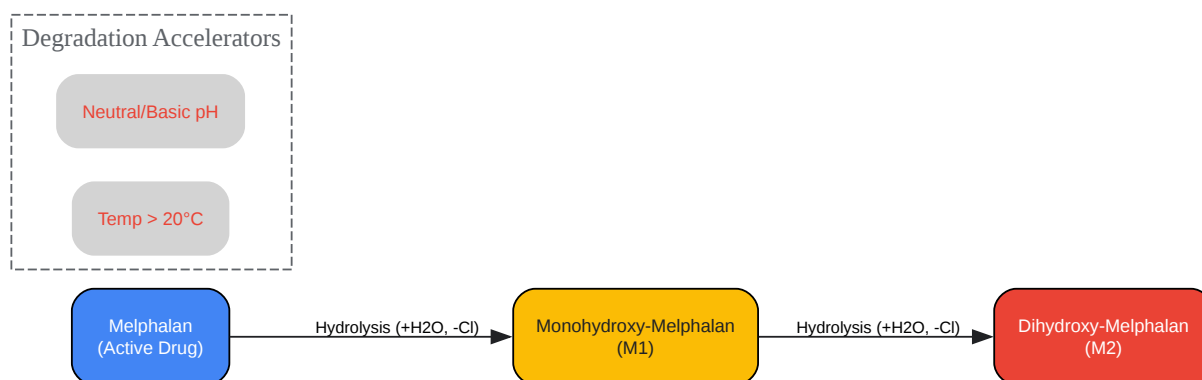 Degradation Accelerators
Neutral/Basic pH
Temp > 20°C
Melphalan
(Active Drug)
Hydrolysis (+H2O, -Cl)
Monohydroxy-Melphalan
(M1)
Hydrolysis (+H2O, -Cl)
Dihydroxy-Melphalan
(M2)